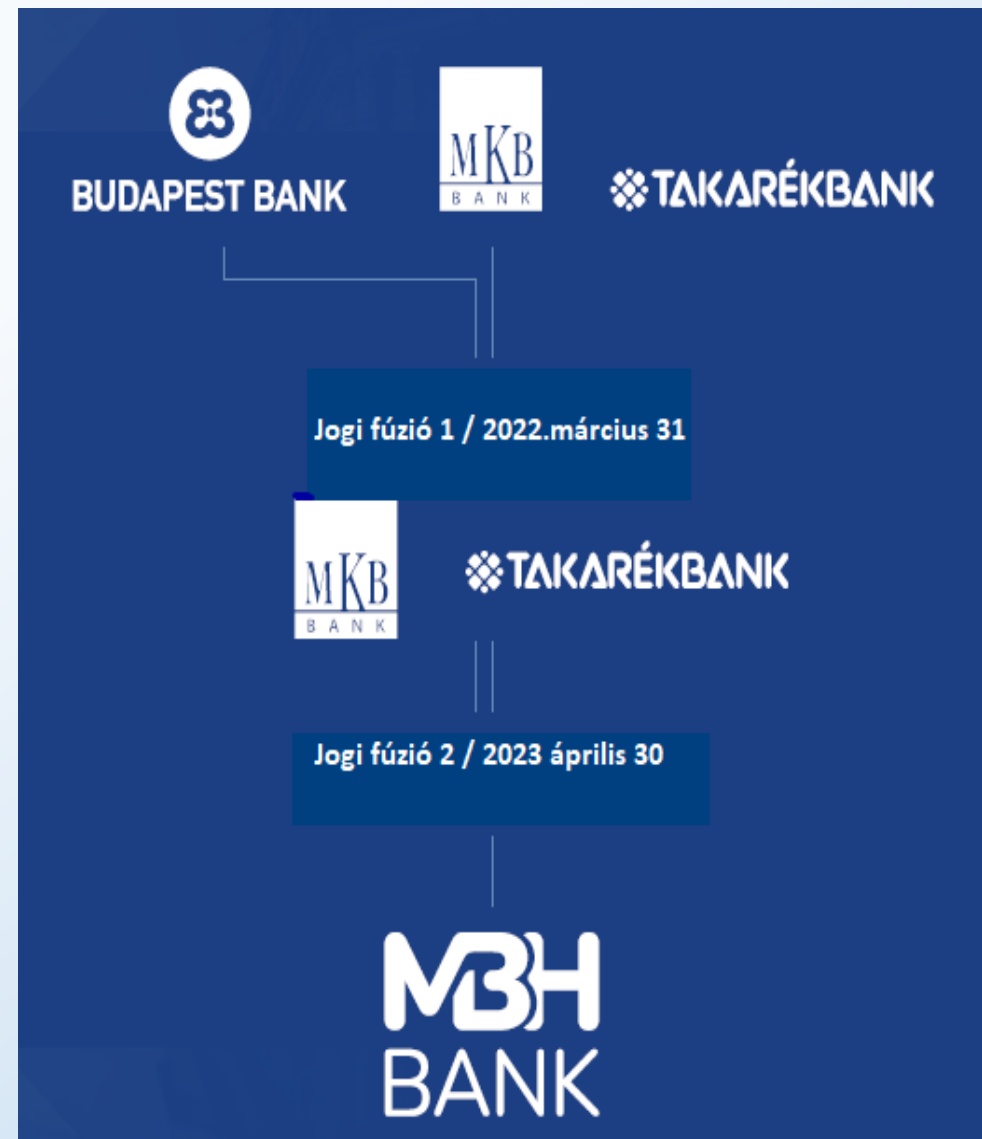 BUDAPEST BANK
MKB
BANK
TAKARÉKBANK
Jogi fúzió 1 / 2022.március 31
MKB
BANK
TAKARÉKBANK
Jogi fúzió 2 / 2023 április 30
MBH
BANK